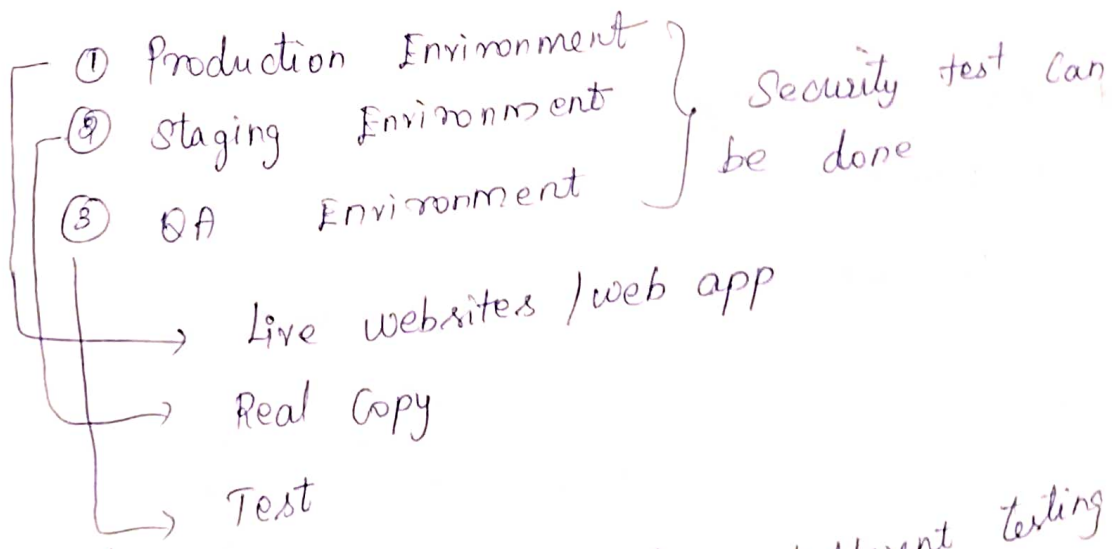 ① Production Environment
② Staging Environment
③ QA Environment
Security test can
be done
Live websites / web app
Real Copy
Test
testing